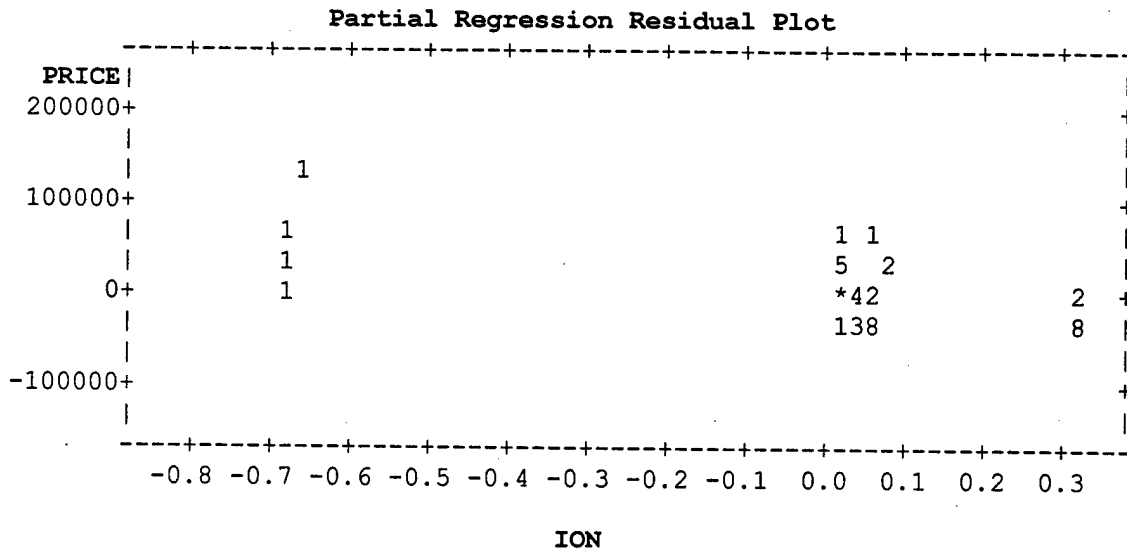 Partial Regression Residual Plot
----+----+----+----+----+----+----+----+----+----+----+----+----
PRICE|
200000+
1
100000+
1 1 1
1 5 2
0+ 1 *42 2
138 8
-100000+
----+----+----+----+----+----+----+----+----+----+----+----+----
-0.8 -0.7 -0.6 -0.5 -0.4 -0.3 -0.2 -0.1 0.0 0.1 0.2 0.3
ION